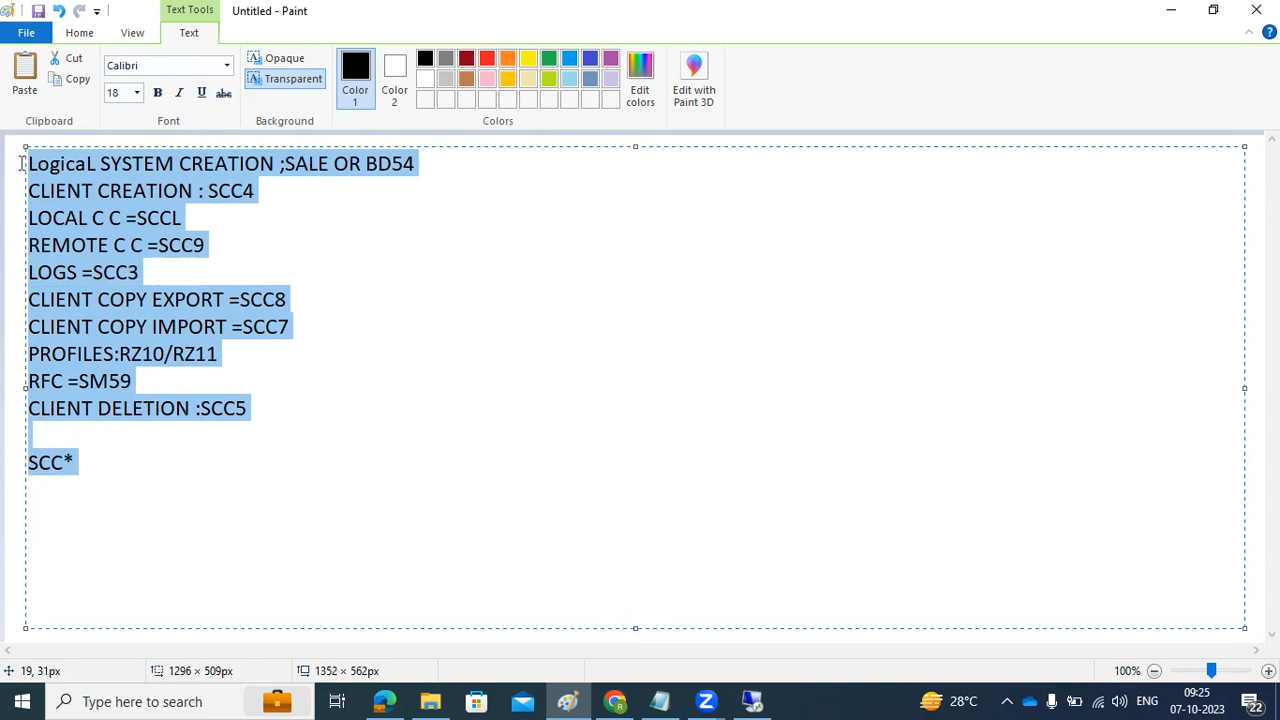 Text Tools
Untitled - Paint
File
Home
View
Text
Paste
Cut
Copy
Clipboard
Calibri
18
B I U abc
Font
Opaque
Transparent
Background
Color 1
Color 2
Edit colors
Edit with Paint 3D
Colors
LogicaL SYSTEM CREATION ;SALE OR BD54
CLIENT CREATION : SCC4
LOCAL C C =SCCL
REMOTE C C =SCC9
LOGS =SCC3
CLIENT COPY EXPORT =SCC8
CLIENT COPY IMPORT =SCC7
PROFILES:RZ10/RZ11
RFC =SM59
CLIENT DELETION :SCC5
SCC*
19, 31px
1296 × 509px
1352 × 562px
100%
Type here to search
28°C
ENG
09:25
07-10-2023
22